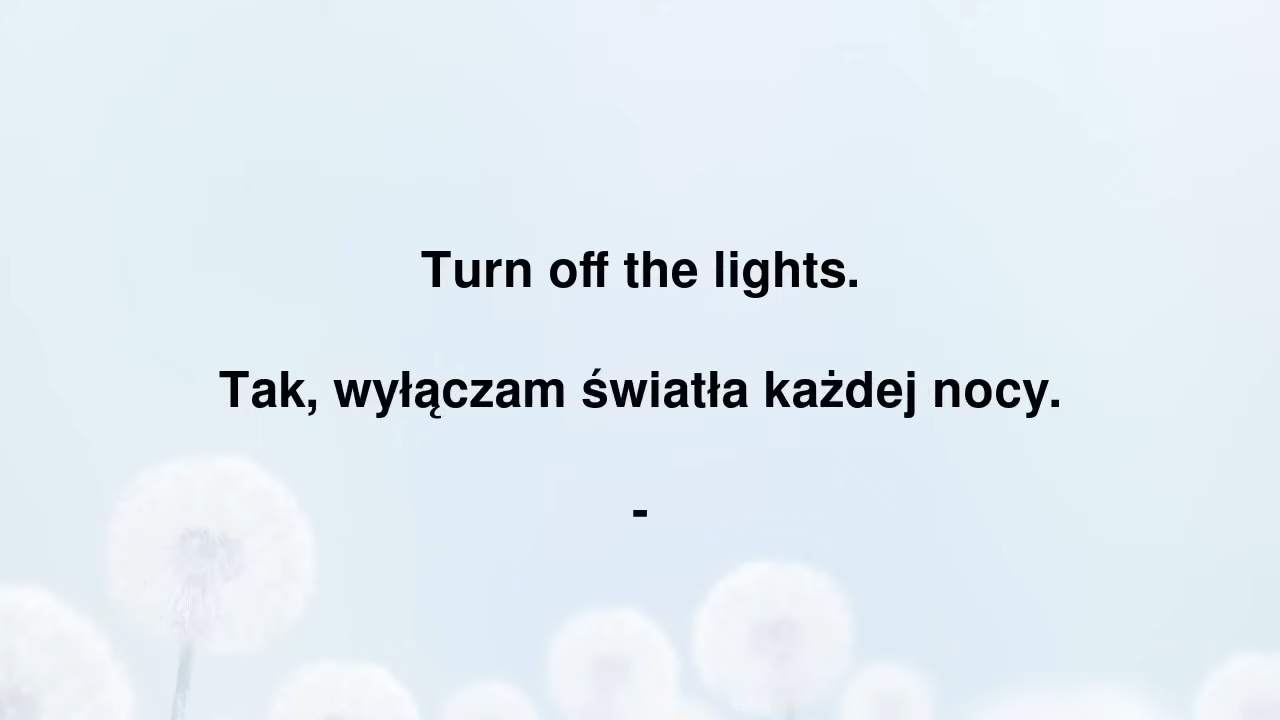 Turn off the lights.
Tak, wyłączam światła każdej nocy.
-